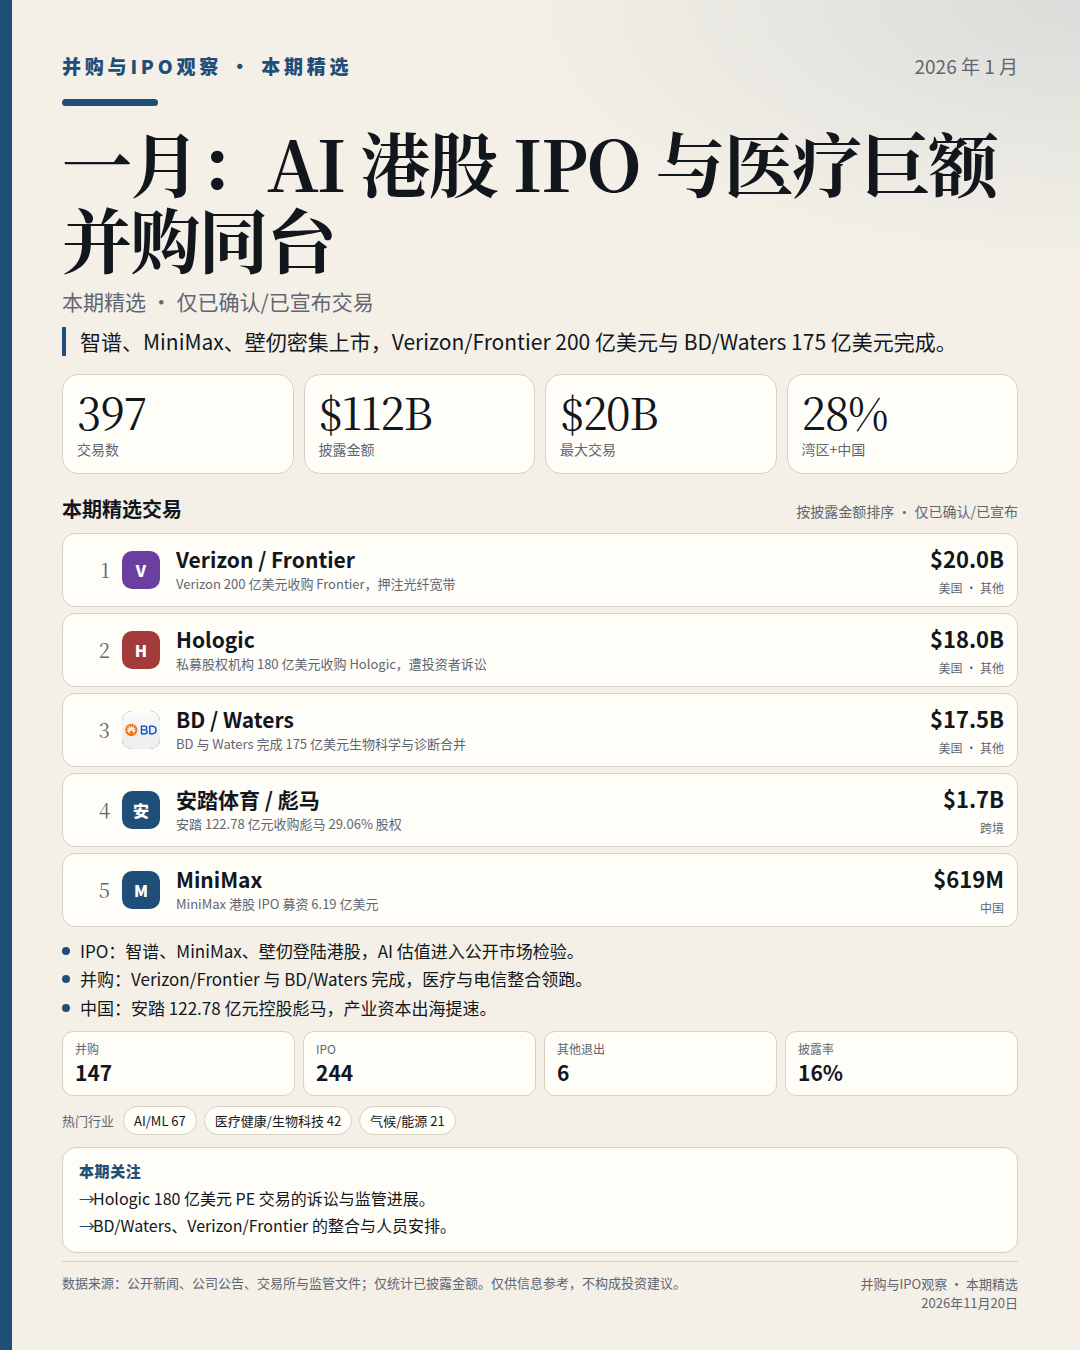 并购与IPO观察 · 本期精选
2026 年 1 月
一月：AI 港股 IPO 与医疗巨额
并购同台
本期精选 · 仅已确认/已宣布交易
智谱、MiniMax、壁仞密集上市，Verizon/Frontier 200 亿美元与 BD/Waters 175 亿美元完成。
397
交易数
$112B
披露金额
$20B
最大交易
28%
湾区+中国
本期精选交易
按披露金额排序 · 仅已确认/已宣布
1
V
Verizon / Frontier
Verizon 200 亿美元收购 Frontier，押注光纤宽带
$20.0B
美国 · 其他
2
H
Hologic
私募股权机构 180 亿美元收购 Hologic，遭投资者诉讼
$18.0B
美国 · 其他
3
BD
BD / Waters
BD 与 Waters 完成 175 亿美元生物科学与诊断合并
$17.5B
美国 · 其他
4
安
安踏体育 / 彪马
安踏 122.78 亿元收购彪马 29.06% 股权
$1.7B
跨境
5
M
MiniMax
MiniMax 港股 IPO 募资 6.19 亿美元
$619M
中国
IPO：智谱、MiniMax、壁仞登陆港股，AI 估值进入公开市场检验。
并购：Verizon/Frontier 与 BD/Waters 完成，医疗与电信整合领跑。
中国：安踏 122.78 亿元控股彪马，产业资本出海提速。
并购
147
IPO
244
其他退出
6
披露率
16%
热门行业
AI/ML 67
医疗健康/生物科技 42
气候/能源 21
本期关注
→Hologic 180 亿美元 PE 交易的诉讼与监管进展。
→BD/Waters、Verizon/Frontier 的整合与人员安排。
数据来源：公开新闻、公司公告、交易所与监管文件；仅统计已披露金额。仅供信息参考，不构成投资建议。
并购与IPO观察 · 本期精选
2026年11月20日